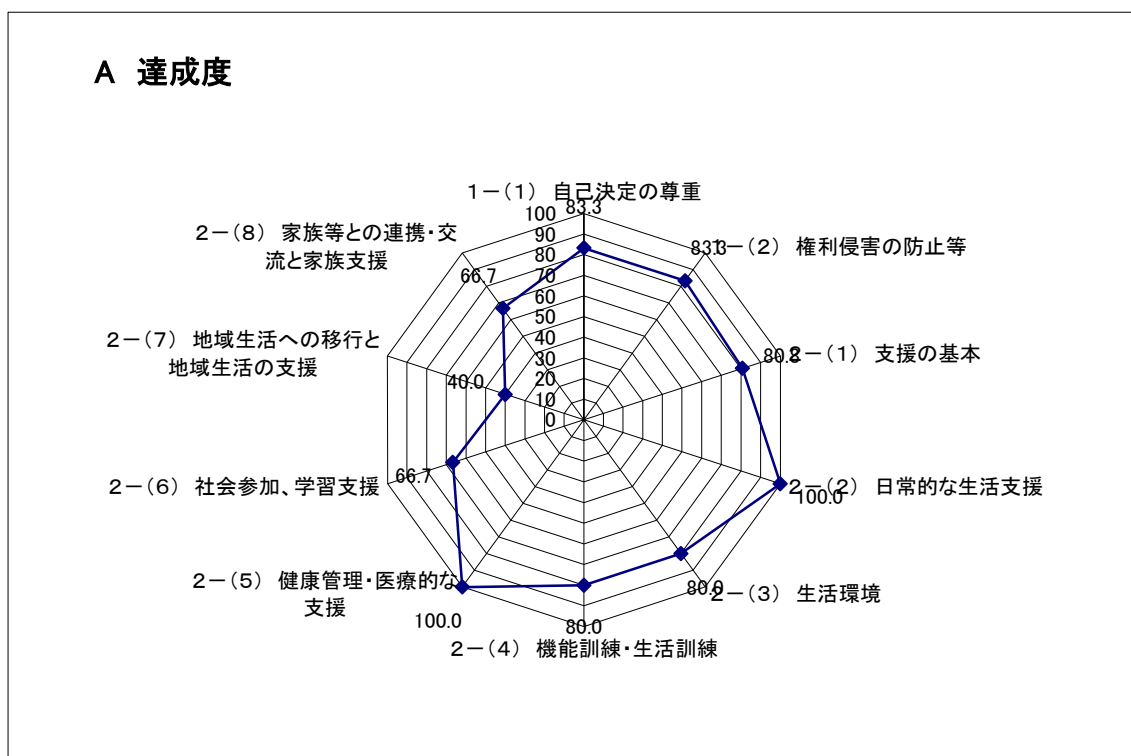 A 達成度
1－(1) 自己決定の尊重
83.3
1－(2) 権利侵害の防止等
83.3
2－(1) 支援の基本
2－(2) 日常的な生活支援
100.0
2－(3) 生活環境
80.0
80.0
2－(4) 機能訓練・生活訓練
2－(5) 健康管理・医療的な
支援
100.0
2－(6) 社会参加、学習支援
66.7
2－(7) 地域生活への移行と
地域生活の支援
40.0
2－(8) 家族等との連携・交
流と家族支援
66.7
100
90
80
70
60
50
40
30
20
10
0